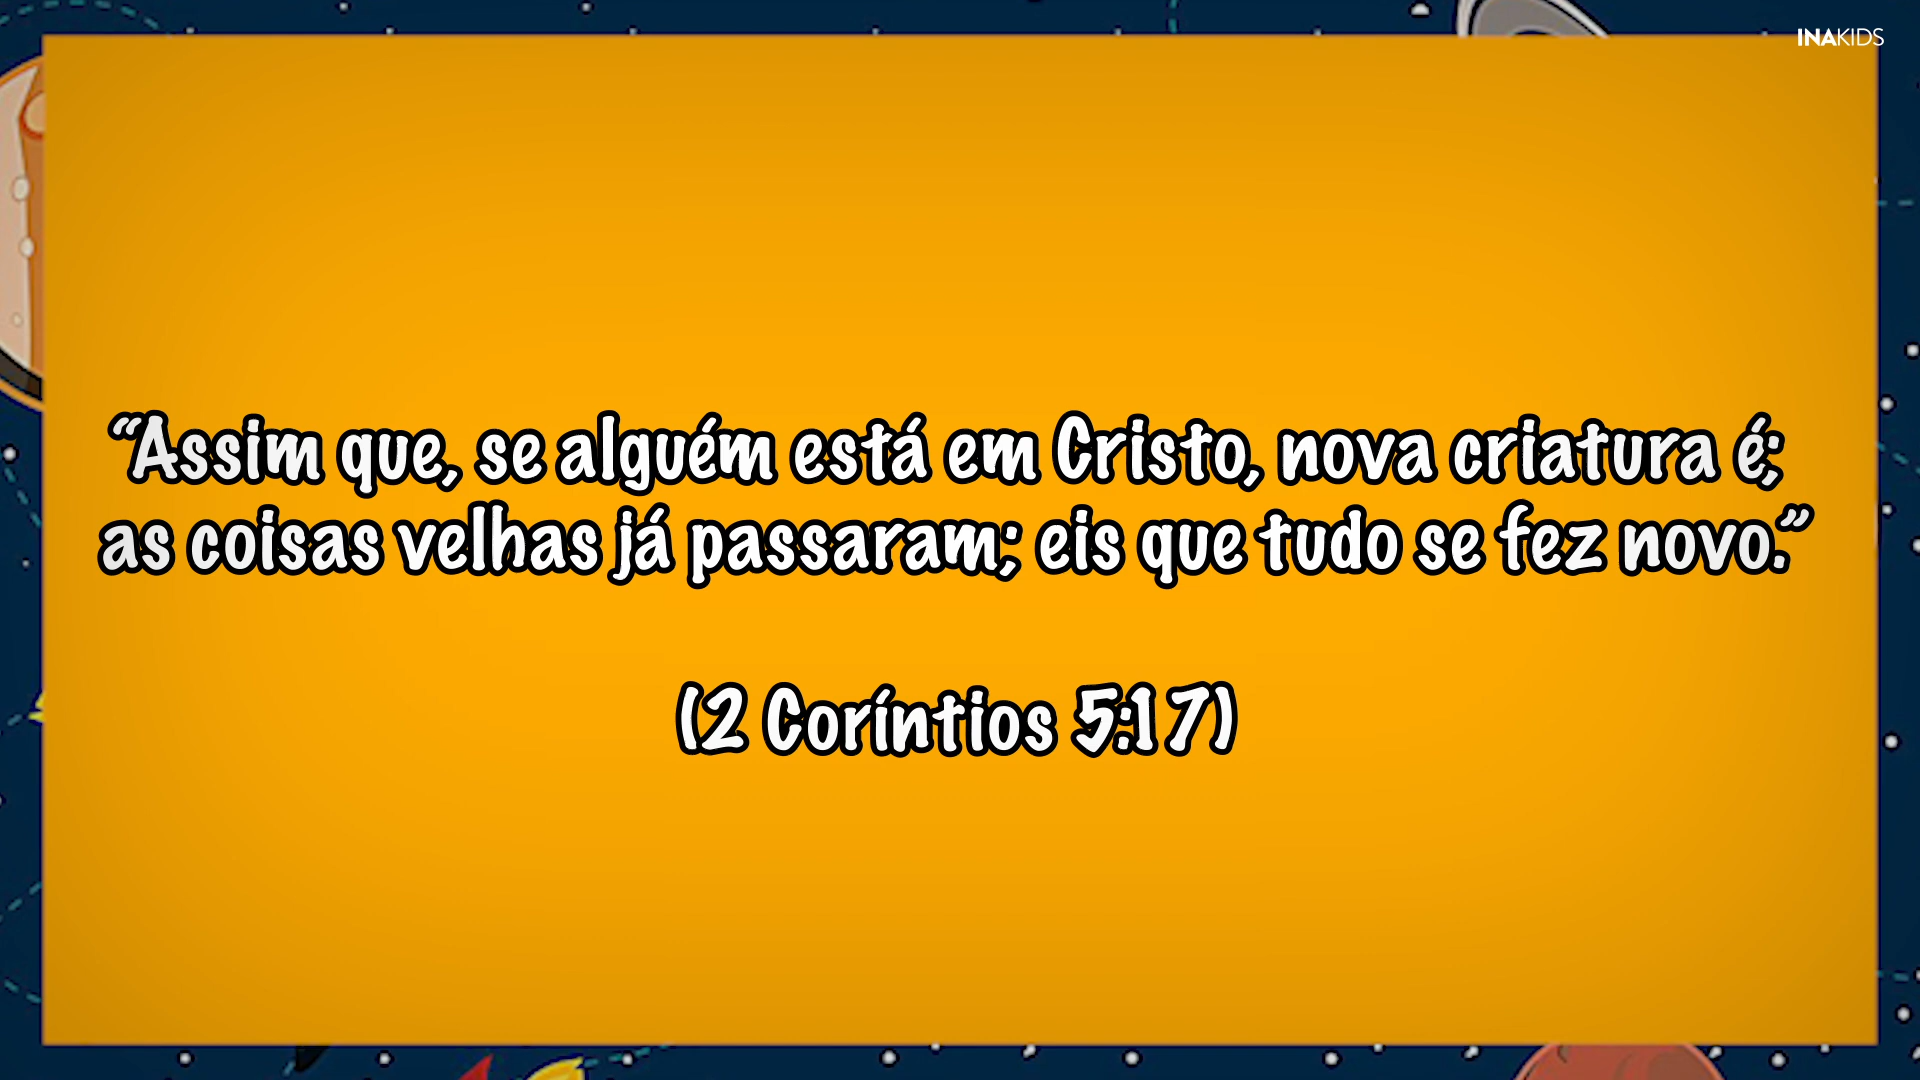 INAKIDS
“Assim que, se alguém está em Cristo, nova criatura é;
as coisas velhas já passaram; eis que tudo se fez novo.”
(2 Coríntios 5:17)